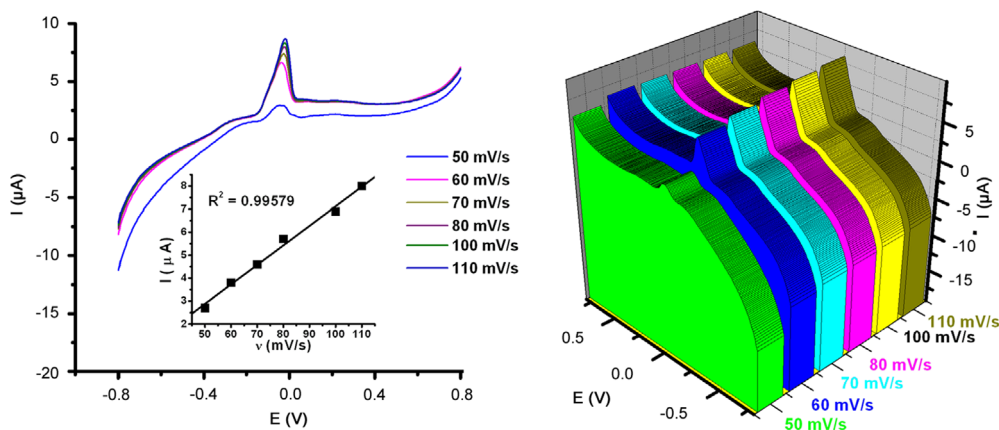 10
5
0
-5
-10
-15
-20
I (µA)
-0.8
-0.4
0.0
0.4
0.8
E (V)
50 mV/s
60 mV/s
70 mV/s
80 mV/s
100 mV/s
110 mV/s
R² = 0.99579
8
7
6
5
4
3
2
I ( µ A)
50 60 70 80 90 100 110
ν (mV/s)
5
0
-5
-10
-15
I (µA)
0.5
0.0
-0.5
E (V)
110 mV/s
100 mV/s
80 mV/s
70 mV/s
60 mV/s
50 mV/s